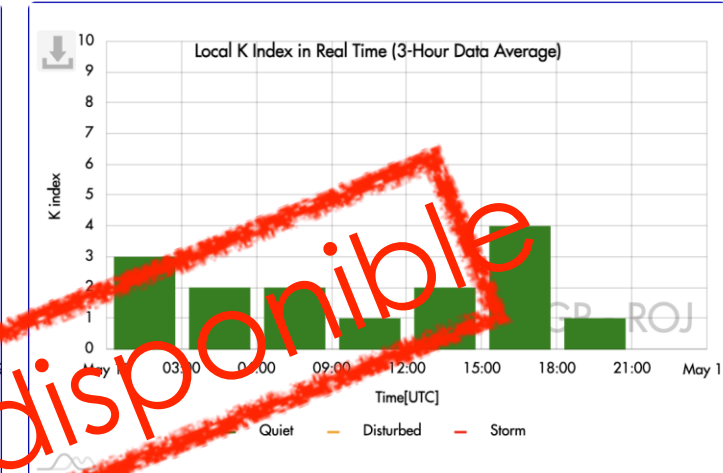 Local K Index in Real Time (3-Hour Data Average)
10
9
8
7
6
5
4
3
2
1
0
K index
03:00
09:00
12:00
15:00
18:00
21:00
May 1
Time[UTC]
Quiet
Disturbed
Storm
ROJ
disponible